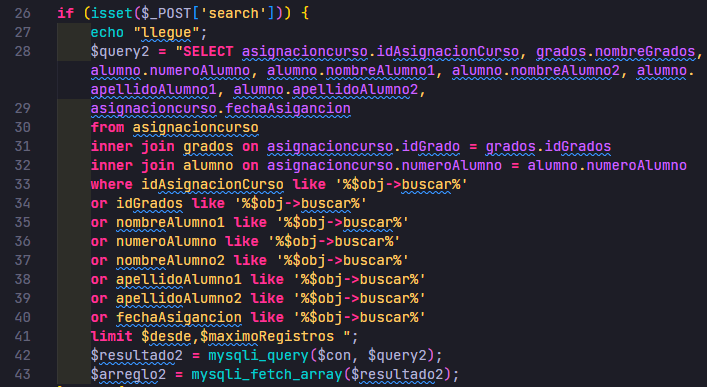 26 if (isset($_POST['search'])) {
27 echo "llegue";
28 $query2 = "SELECT asignacioncurso.idAsignacionCurso, grados.nombreGrados,
alumno.numeroAlumno, alumno.nombreAlumno1, alumno.nombreAlumno2, alumno.
apellidoAlumno1, alumno.apellidoAlumno2,
29 asignacioncurso.fechaAsigancion
30 from asignacioncurso
31 inner join grados on asignacioncurso.idGrado = grados.idGrados
32 inner join alumno on asignacioncurso.numeroAlumno = alumno.numeroAlumno
33 where idAsignacionCurso like '%$obj->buscar%'
34 or idGrados like '%$obj->buscar%'
35 or nombreAlumno1 like '%$obj->buscar%'
36 or numeroAlumno like '%$obj->buscar%'
37 or nombreAlumno2 like '%$obj->buscar%'
38 or apellidoAlumno1 like '%$obj->buscar%'
39 or apellidoAlumno2 like '%$obj->buscar%'
40 or fechaAsigancion like '%$obj->buscar%'
41 limit $desde,$maximoRegistros ";
42 $resultado2 = mysqli_query($con, $query2);
43 $arreglo2 = mysqli_fetch_array($resultado2);